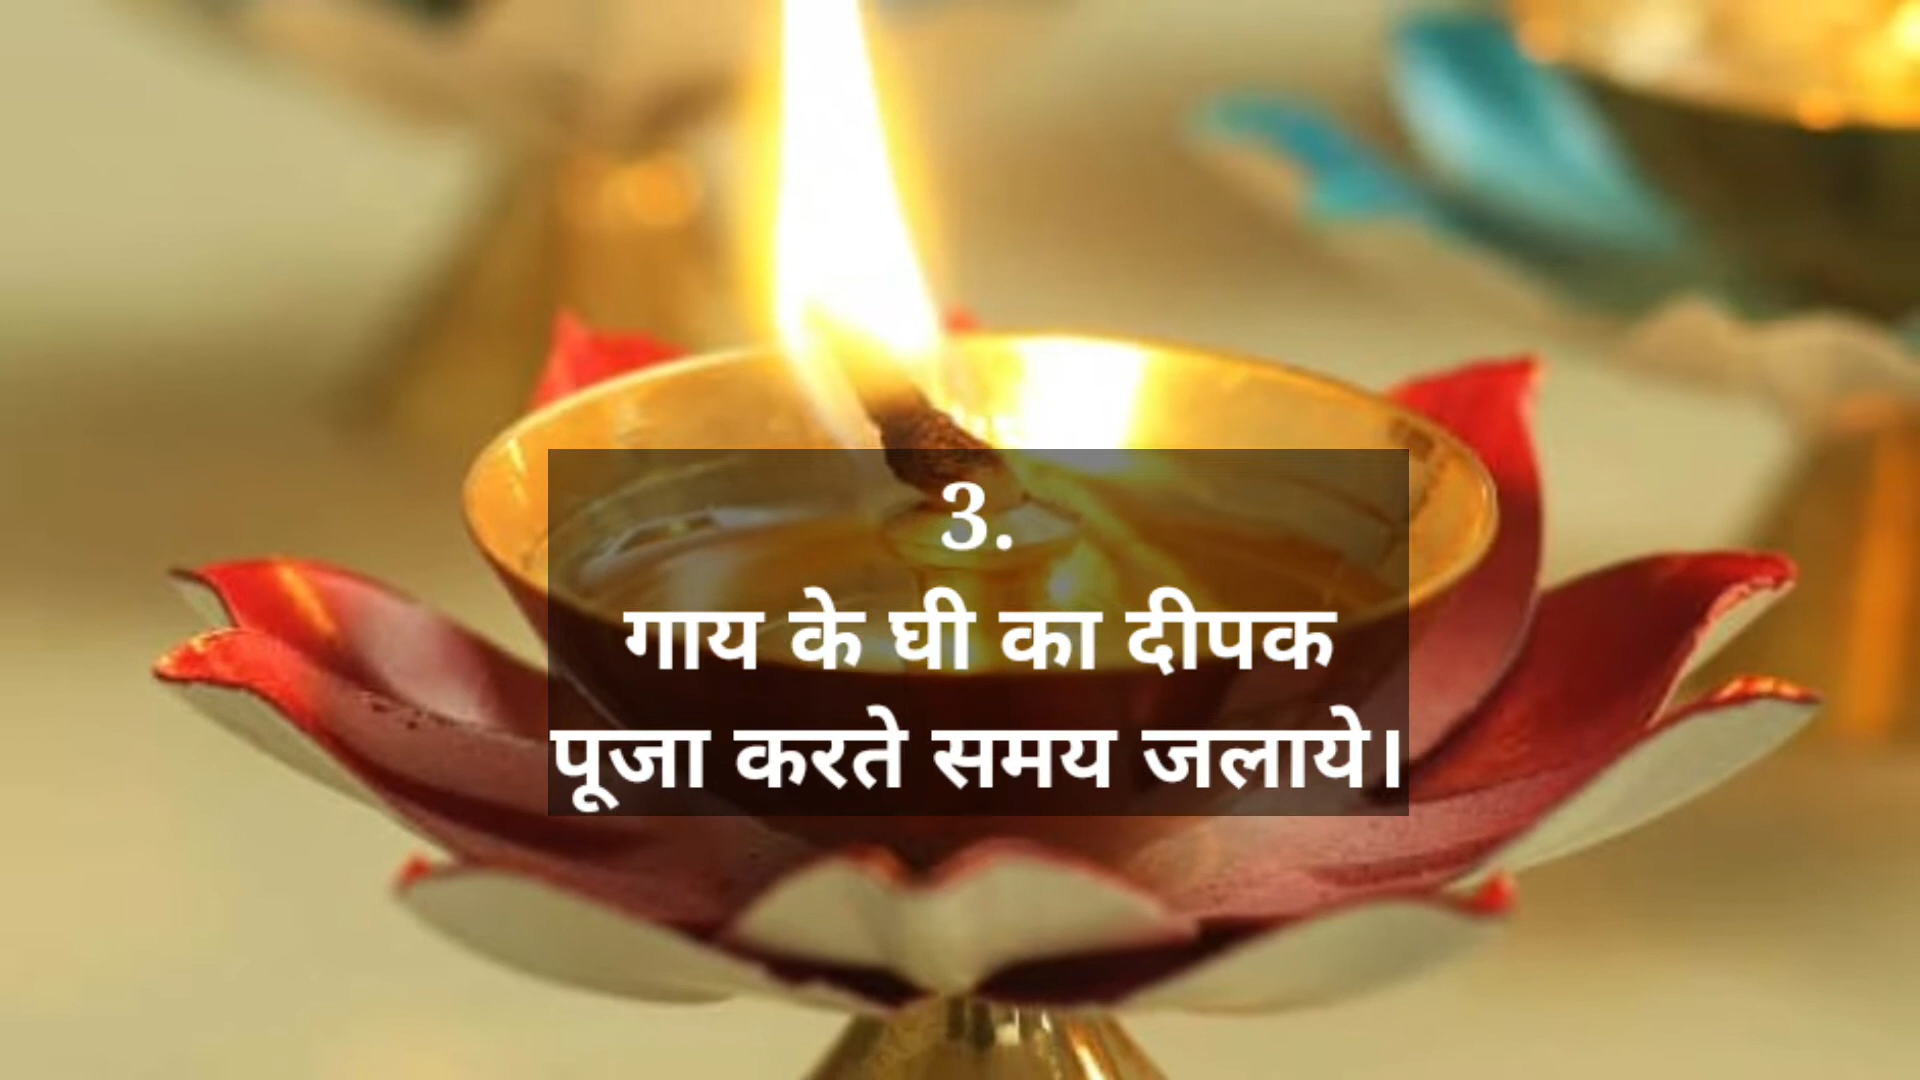 3.
गाय के घी का दीपक
पूजा करते समय जलाये।